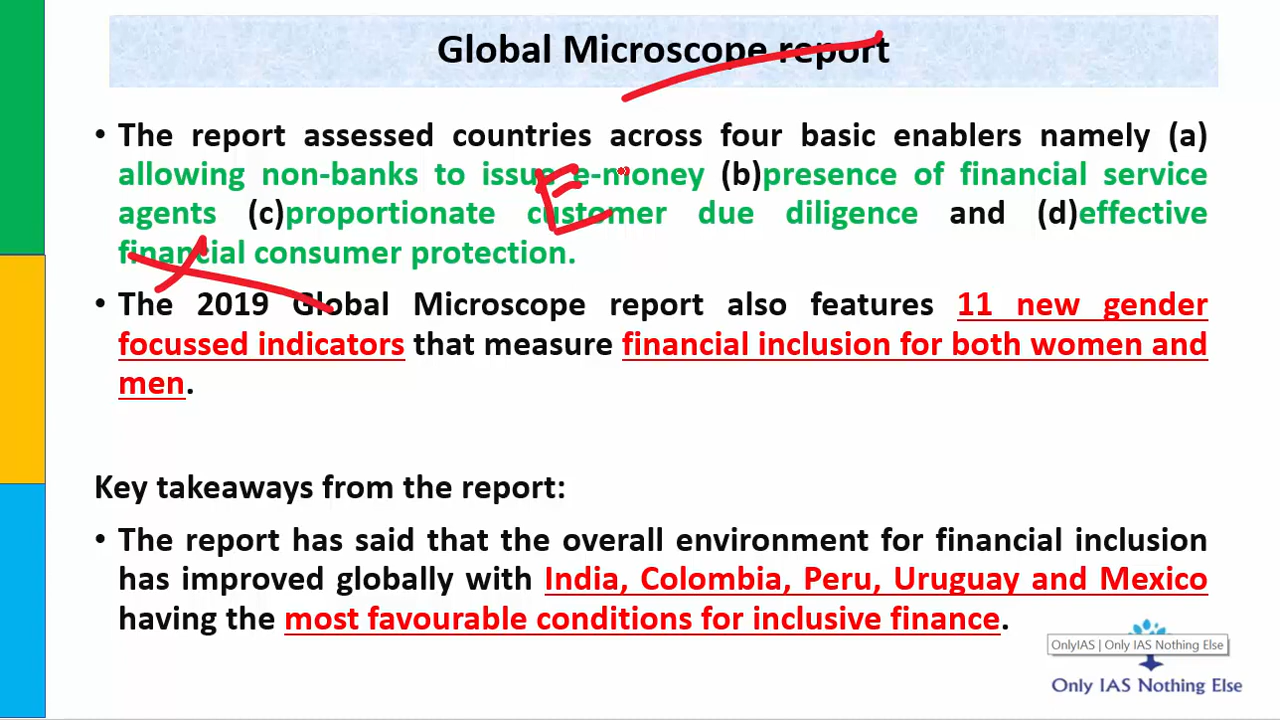 Global Microscope report
• The report assessed countries across four basic enablers namely (a)
allowing non-banks to issue e-money (b)presence of financial service
agents (c)proportionate customer due diligence and (d)effective
financial consumer protection.
• The 2019 Global Microscope report also features 11 new gender
focussed indicators that measure financial inclusion for both women and
men.
Key takeaways from the report:
• The report has said that the overall environment for financial inclusion
has improved globally with India, Colombia, Peru, Uruguay and Mexico
having the most favourable conditions for inclusive finance.
OnlyIAS | Only IAS Nothing Else
Only IAS Nothing Else